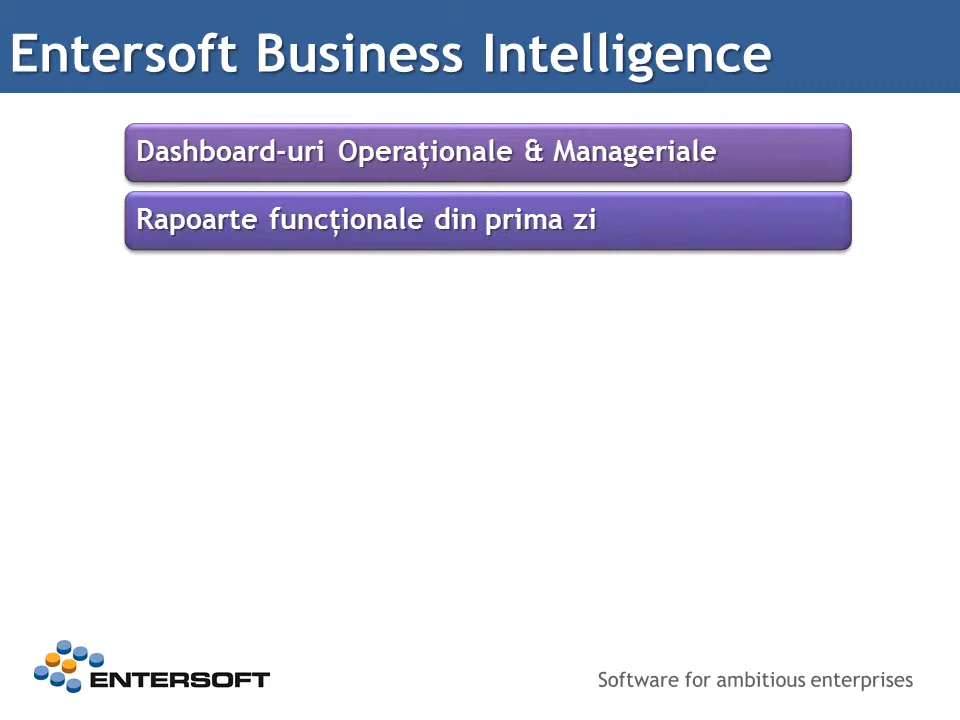 Entersoft Business Intelligence
Dashboard-uri Operaționale & Manageriale
Rapoarte funcționale din prima zi
ENTERSOFT
Software for ambitious enterprises